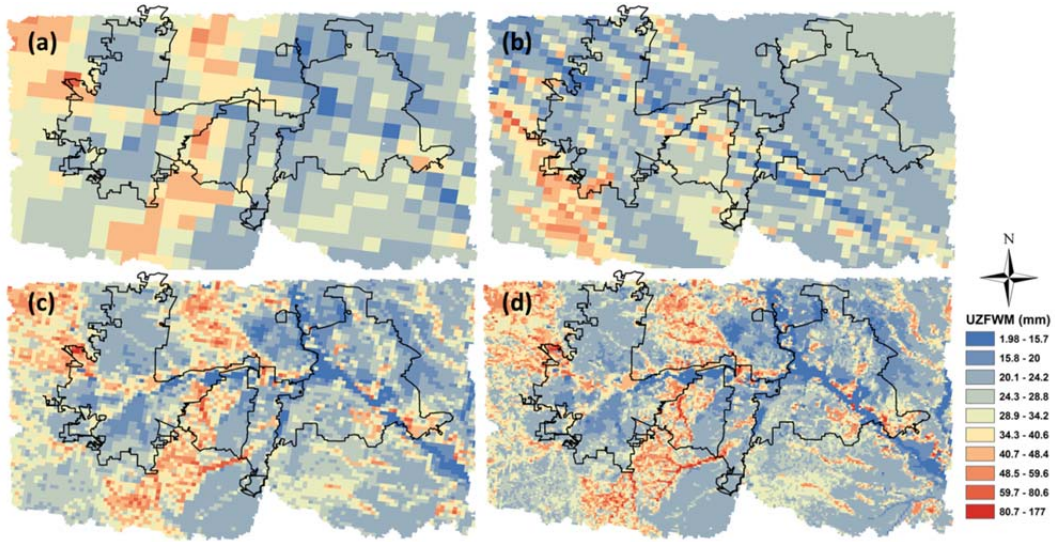 (a)
(b)
(c)
(d)
N
UZFWM (mm)
1.98 - 15.7
15.8 - 20
20.1 - 24.2
24.3 - 28.8
28.9 - 34.2
34.3 - 40.6
40.7 - 48.4
48.5 - 59.6
59.7 - 80.6
80.7 - 177